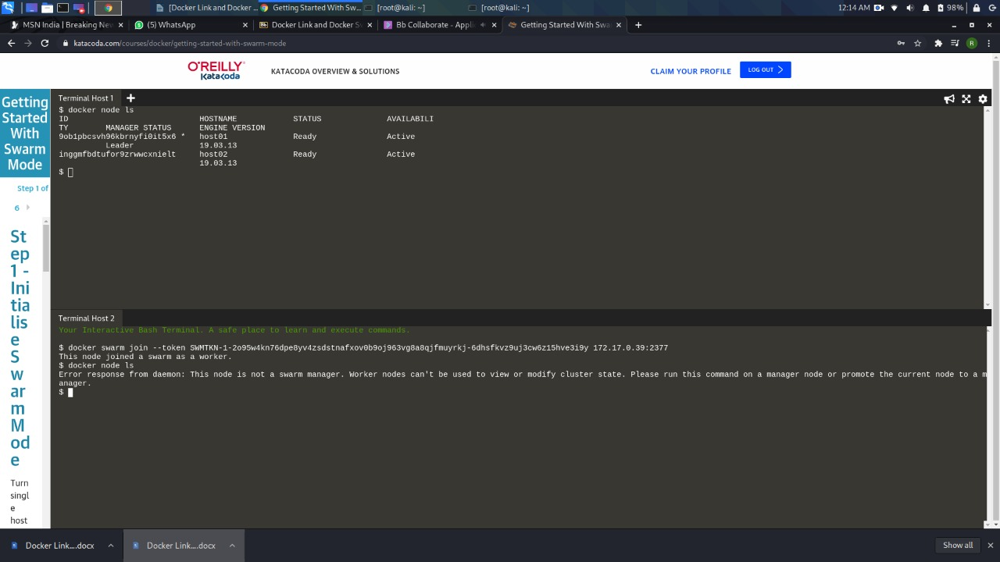 [Docker Link and Docker ...
Getting Started With Sw...
[root@kali: ~]
[root@kali: ~]
12:14 AM
98%
MSN India | Breaking Nev
(5) WhatsApp
Docker Link and Docker S
Bb Collaborate - Applic
Getting Started With Swa
katacoda.com/courses/docker/getting-started-with-swarm-mode
R
O'REILLY
Katacoda
KATACODA OVERVIEW & SOLUTIONS
CLAIM YOUR PROFILE
LOG OUT
Getting
Started
With
Swarm
Mode
Step 1 of
6
St
ep
1 -
Ini
tia
lis
e
S
w
ar
m
M
od
e
Turn
singl
e
host
Terminal Host 1
$ docker node ls
ID HOSTNAME STATUS AVAILABILI
TY MANAGER STATUS ENGINE VERSION
9ob1pbcsvh96kbrnyfi0it5x6 * host01 Ready Active
Leader 19.03.13
inggmfbdtufor9zrwwcxnielt host02 Ready Active
19.03.13
$
Terminal Host 2
Your Interactive Bash Terminal. A safe place to learn and execute commands.
$ docker swarm join --token SWMTKN-1-2o95w4kn76dpe8yv4zsdstnafxov0b9oj963vg8a8qjfmuyrkj-6dhsfkvz9uj3cw6z15hve3i9y 172.17.0.39:2377
This node joined a swarm as a worker.
$ docker node ls
Error response from daemon: This node is not a swarm manager. Worker nodes can't be used to view or modify cluster state. Please run this command on a manager node or promote the current node to a m
anager.
$
Docker Link....docx
Docker Link....docx
Show all